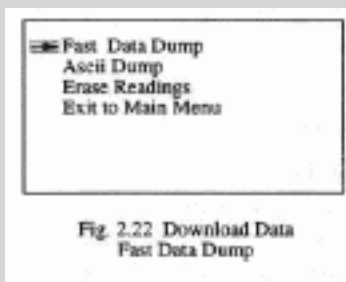 Fast Data Dump
Ascii Dump
Erase Readings
Exit to Main Menu
Fig. 2.22 Download Data
Fast Data Dump